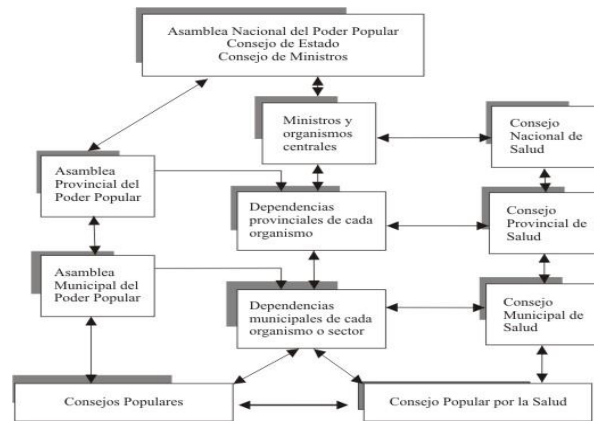 Asamblea Nacional del Poder Popular
Consejo de Estado
Consejo de Ministros
Ministros y
organismos
centrales
Consejo
Nacional de
Salud
Asamblea
Provincial del
Poder Popular
Dependencias
provinciales de cada
organismo
Consejo
Provincial de
Salud
Asamblea
Municipal del
Poder Popular
Dependencias
municipales de cada
organismo o sector
Consejo
Municipal de
Salud
Consejos Populares
Consejo Popular por la Salud